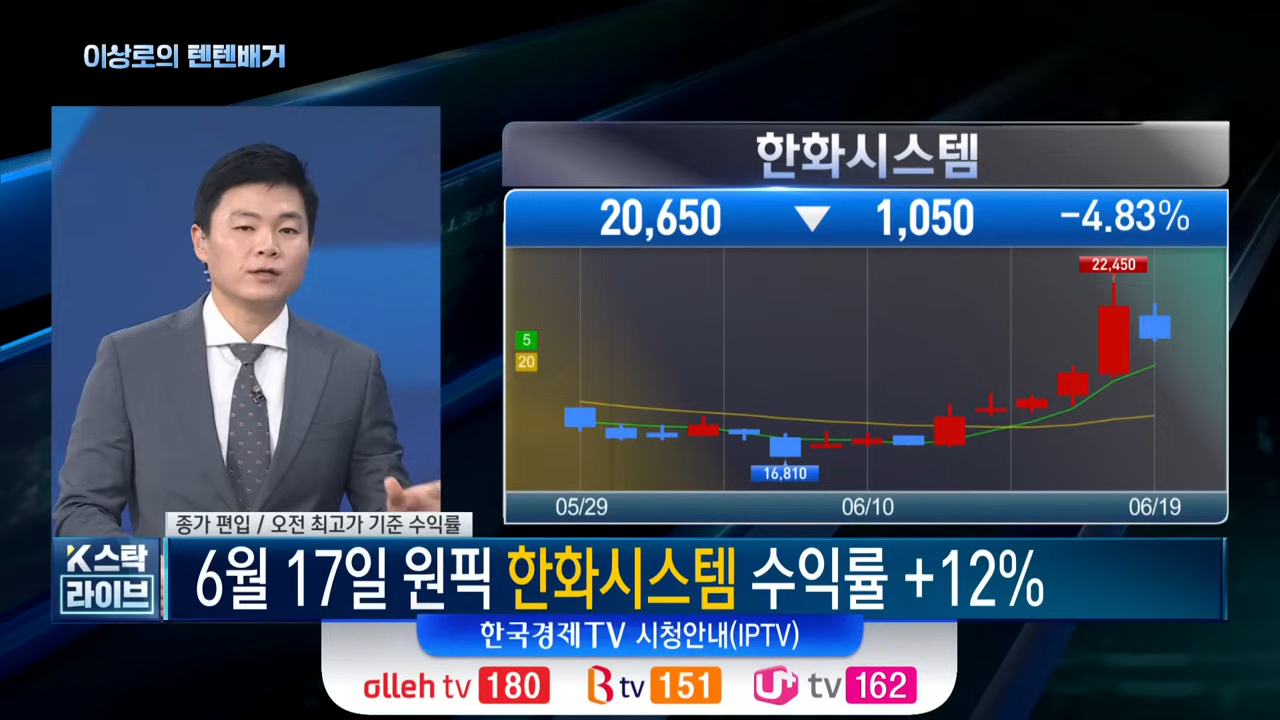 이상로의 텐텐배거
한화시스템
20,650 ▼ 1,050 -4.83%
22,450
5
20
16,810
05/29 06/10 06/19
종가 편입 / 오전 최고가 기준 수익률
K스탁
라이브
6월 17일 원픽 한화시스템 수익률 +12%
한국경제TV 시청안내(IPTV)
olleh tv 180 B tv 151 U+ tv 162